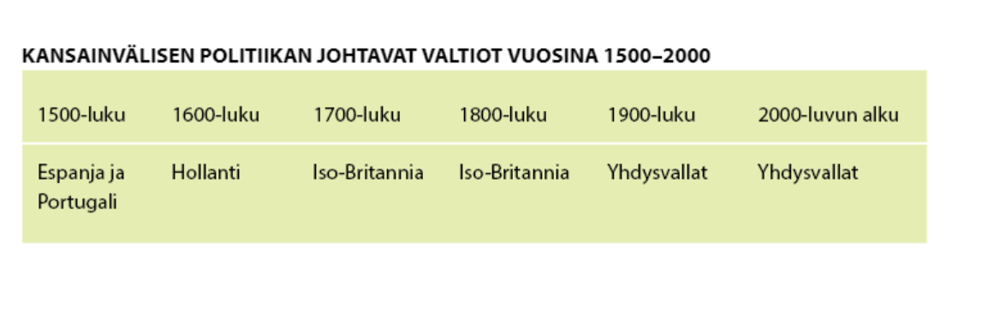 KANSAINVÄLISEN POLITIIKAN JOHTAVAT VALTIOT VUOSINA 1500–2000
1500-luku 1600-luku 1700-luku 1800-luku 1900-luku 2000-luvun alku
Espanja ja Hollanti Iso-Britannia Iso-Britannia Yhdysvallat Yhdysvallat
Portugali